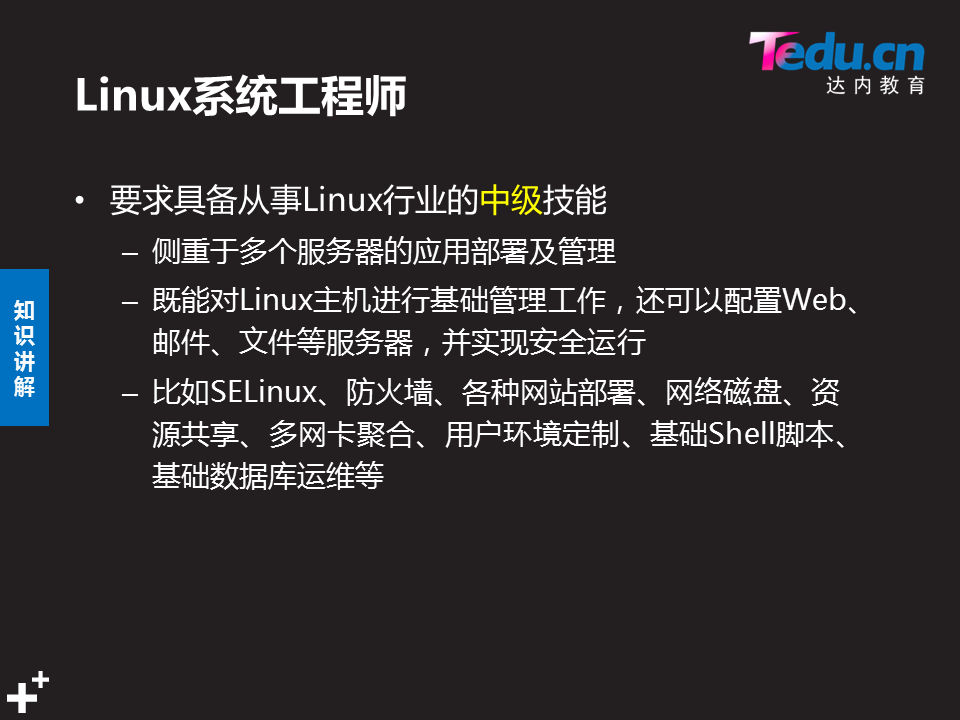 Tedu.cn
达内教育
Linux系统工程师
• 要求具备从事Linux行业的中级技能
– 侧重于多个服务器的应用部署及管理
– 既能对Linux主机进行基础管理工作，还可以配置Web、
邮件、文件等服务器，并实现安全运行
– 比如SELinux、防火墙、各种网站部署、网络磁盘、资
源共享、多网卡聚合、用户环境定制、基础Shell脚本、
基础数据库运维等
知识讲解